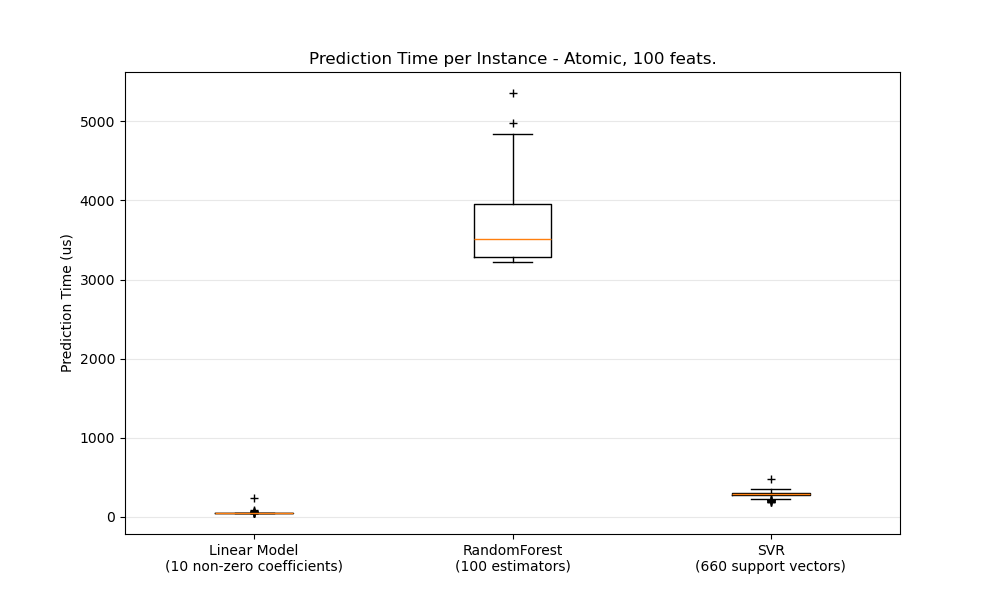 Prediction Time per Instance - Atomic, 100 feats.
Prediction Time (us)
5000
4000
3000
2000
1000
0
Linear Model
(10 non-zero coefficients)
RandomForest
(100 estimators)
SVR
(660 support vectors)